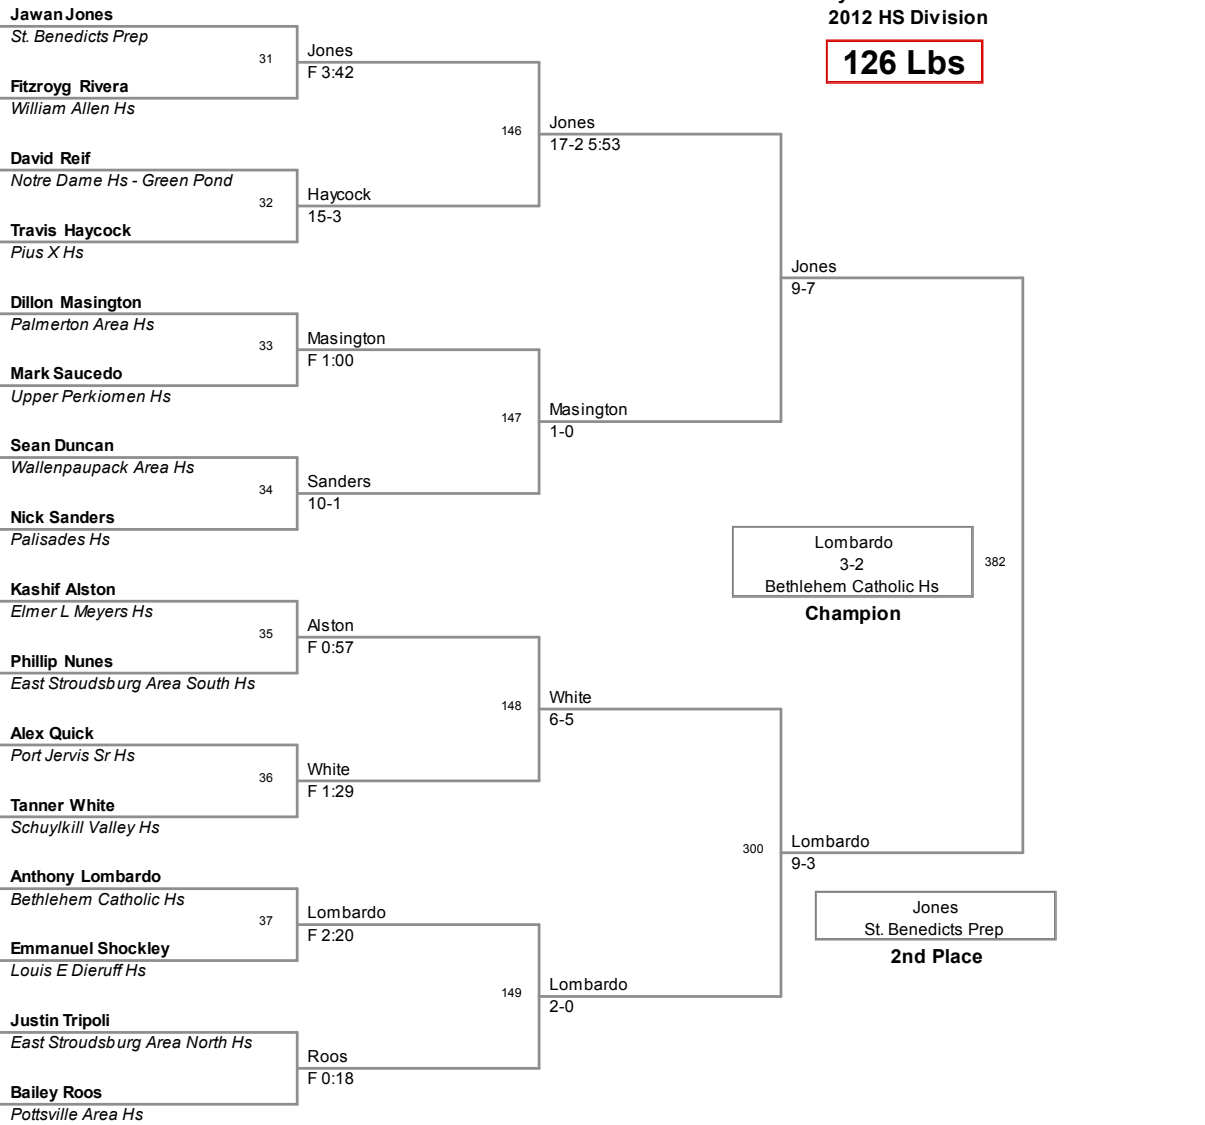 2012 HS Division
126 Lbs
Jawan Jones
St. Benedicts Prep
31
Jones
F 3:42
Fitzroyg Rivera
William Allen Hs
146
Jones
17-2 5:53
David Reif
Notre Dame Hs - Green Pond
32
Haycock
15-3
Travis Haycock
Pius X Hs
Jones
9-7
Dillon Masington
Palmerton Area Hs
33
Masington
F 1:00
Mark Saucedo
Upper Perkiomen Hs
147
Masington
1-0
Sean Duncan
Wallenpaupack Area Hs
34
Sanders
10-1
Nick Sanders
Palisades Hs
Lombardo
3-2
Bethlehem Catholic Hs
382
Champion
Kashif Alston
Elmer L Meyers Hs
35
Alston
F 0:57
Phillip Nunes
East Stroudsburg Area South Hs
148
White
6-5
Alex Quick
Port Jervis Sr Hs
36
White
F 1:29
Tanner White
Schuylkill Valley Hs
300
Lombardo
9-3
Anthony Lombardo
Bethlehem Catholic Hs
37
Lombardo
F 2:20
Emmanuel Shockley
Louis E Dieruff Hs
Jones
St. Benedicts Prep
2nd Place
149
Lombardo
2-0
Justin Tripoli
East Stroudsburg Area North Hs
Roos
F 0:18
Bailey Roos
Pottsville Area Hs